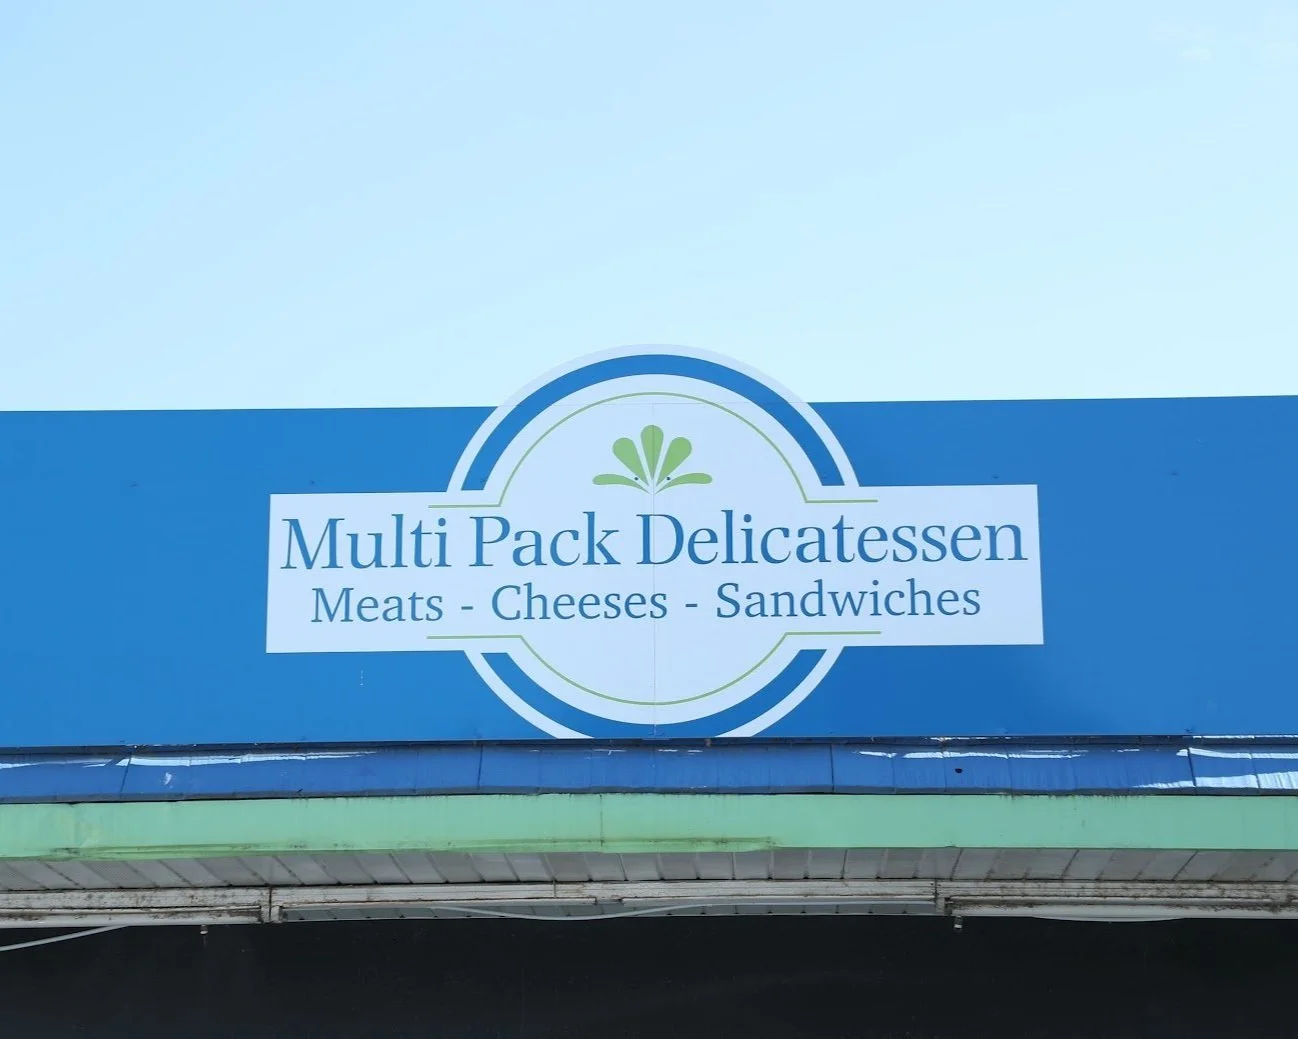 Multi Pack Delicatessen
Meats - Cheeses - Sandwiches